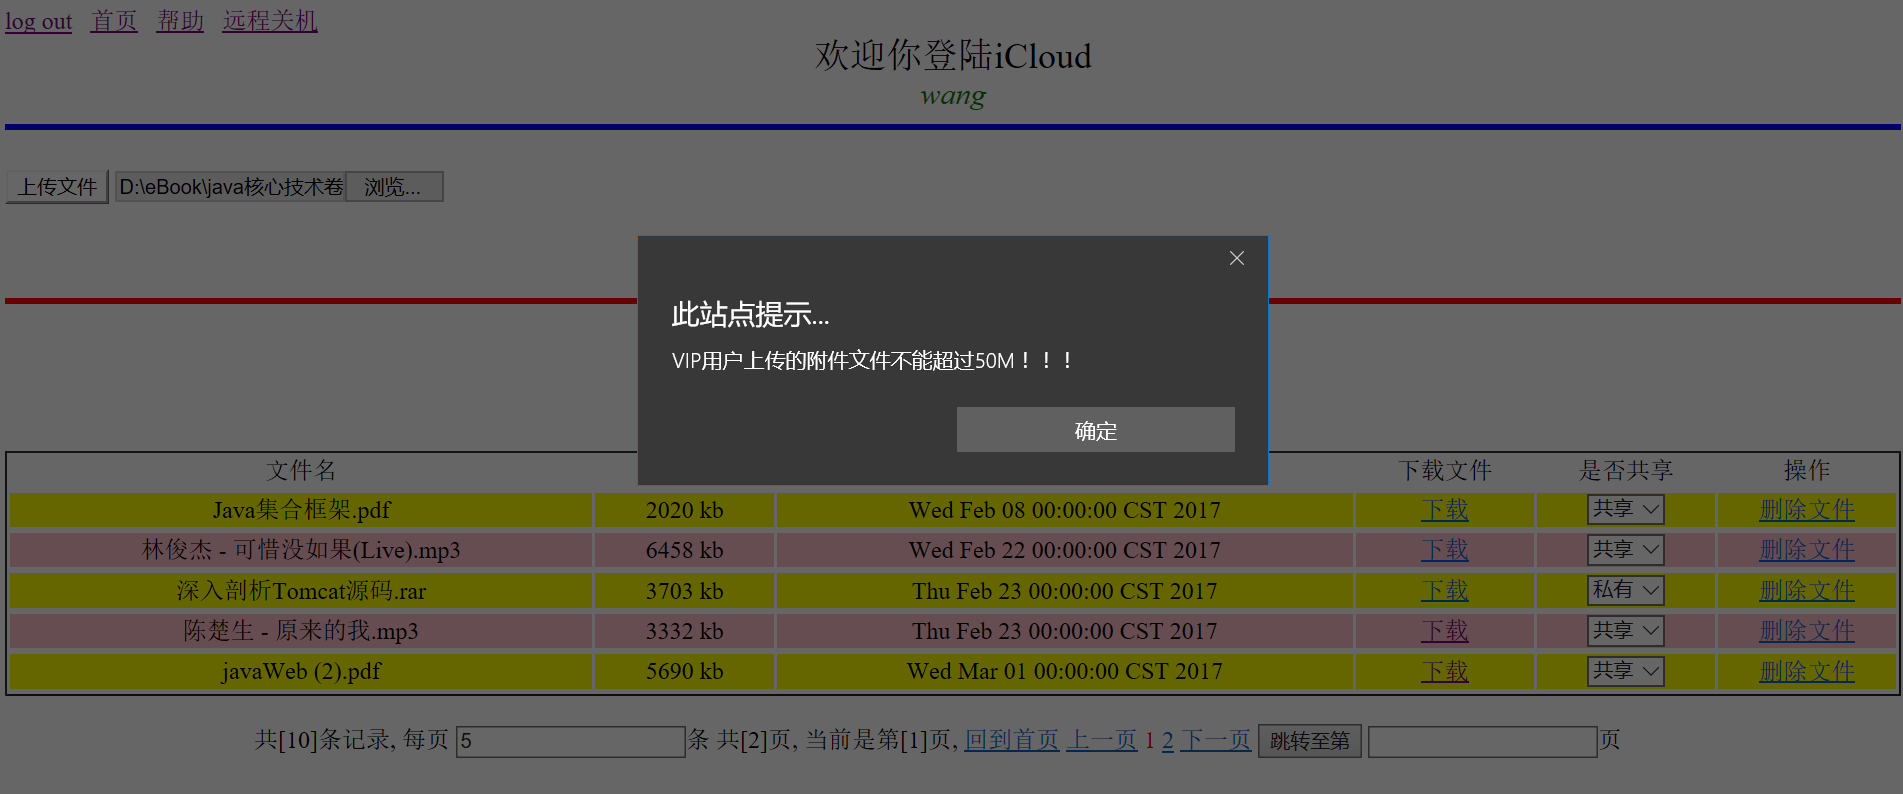 log out 首页 帮助 远程关机
欢迎你登陆iCloud
wang
上传文件 D:\eBook\java核心技术卷 浏览...
此站点提示...
VIP用户上传的附件文件不能超过50M！！！
确定
文件名 下载文件 是否共享 操作
Java集合框架.pdf 2020 kb Wed Feb 08 00:00:00 CST 2017 下载 共享 删除文件
林俊杰 - 可惜没如果(Live).mp3 6458 kb Wed Feb 22 00:00:00 CST 2017 下载 共享 删除文件
深入剖析Tomcat源码.rar 3703 kb Thu Feb 23 00:00:00 CST 2017 下载 私有 删除文件
陈楚生 - 原来的我.mp3 3332 kb Thu Feb 23 00:00:00 CST 2017 下载 共享 删除文件
javaWeb (2).pdf 5690 kb Wed Mar 01 00:00:00 CST 2017 下载 共享 删除文件
共[10]条记录, 每页 5 条 共[2]页, 当前是第[1]页, 回到首页 上一页 1 2 下一页 跳转至第 页